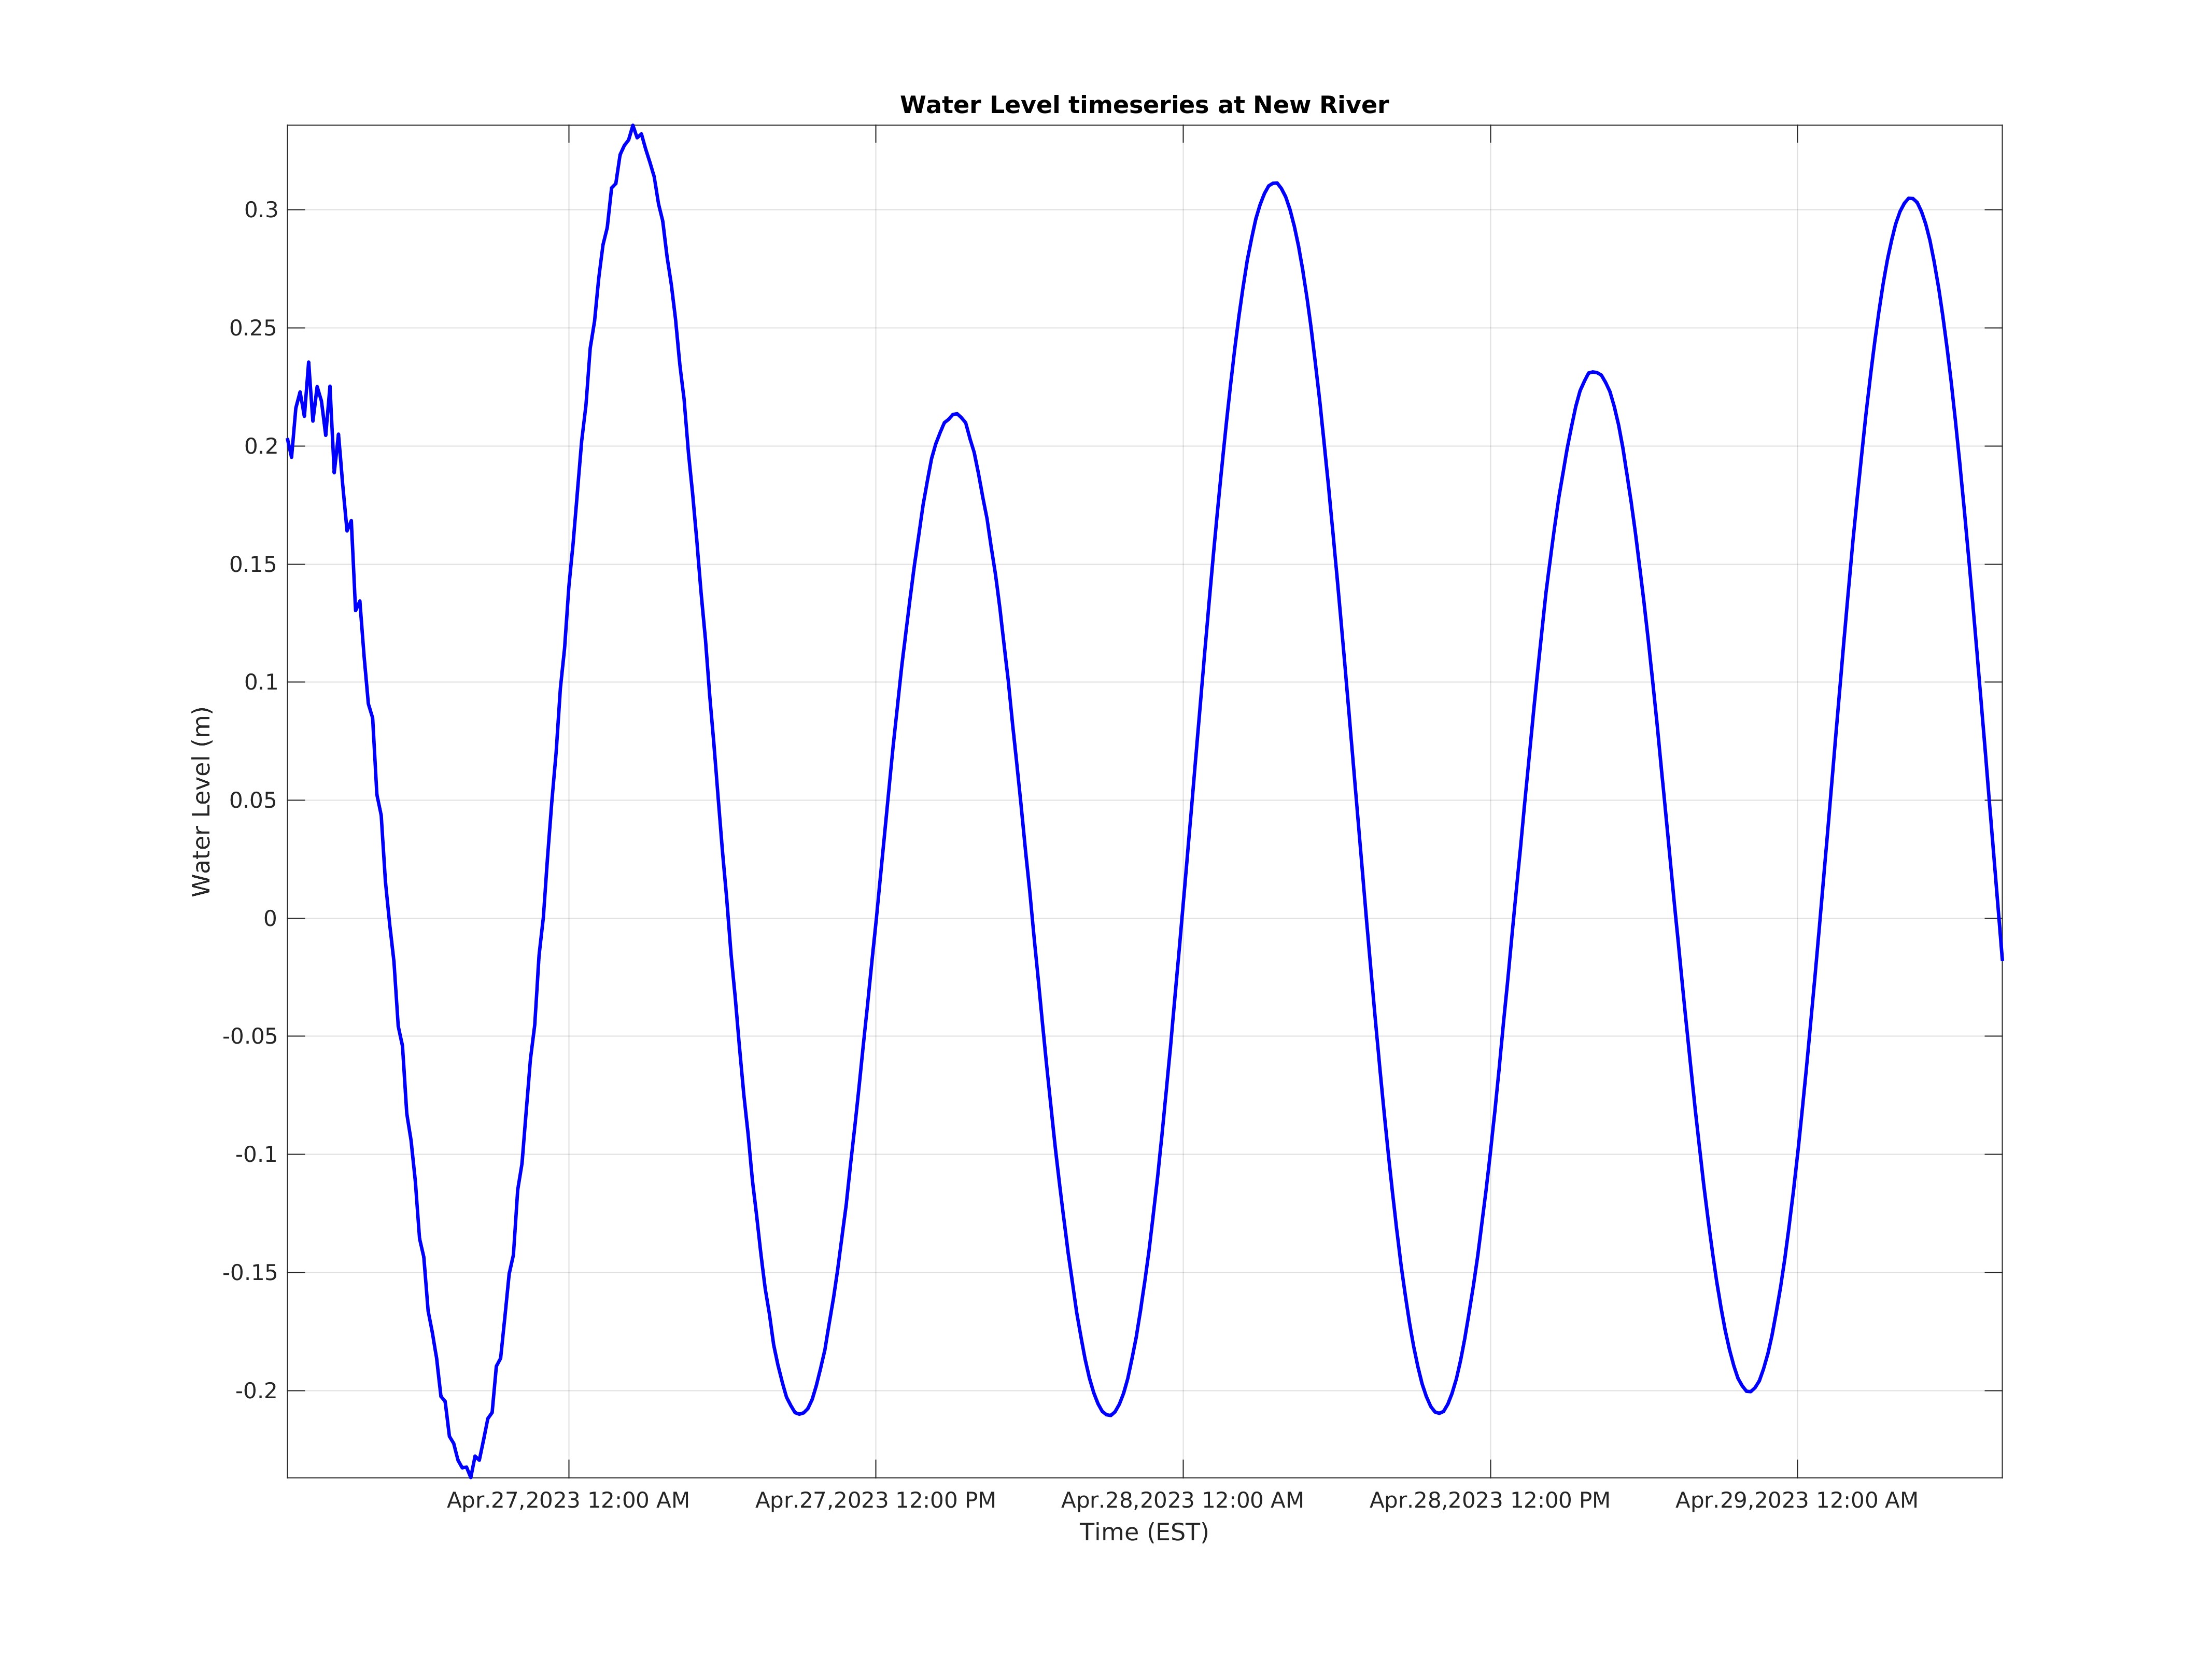 Water Level timeseries at New River
0.3
0.25
0.2
0.15
0.1
0.05
0
-0.05
-0.1
-0.15
-0.2
Water Level (m)
Apr.27,2023 12:00 AM
Apr.27,2023 12:00 PM
Apr.28,2023 12:00 AM
Apr.28,2023 12:00 PM
Apr.29,2023 12:00 AM
Time (EST)